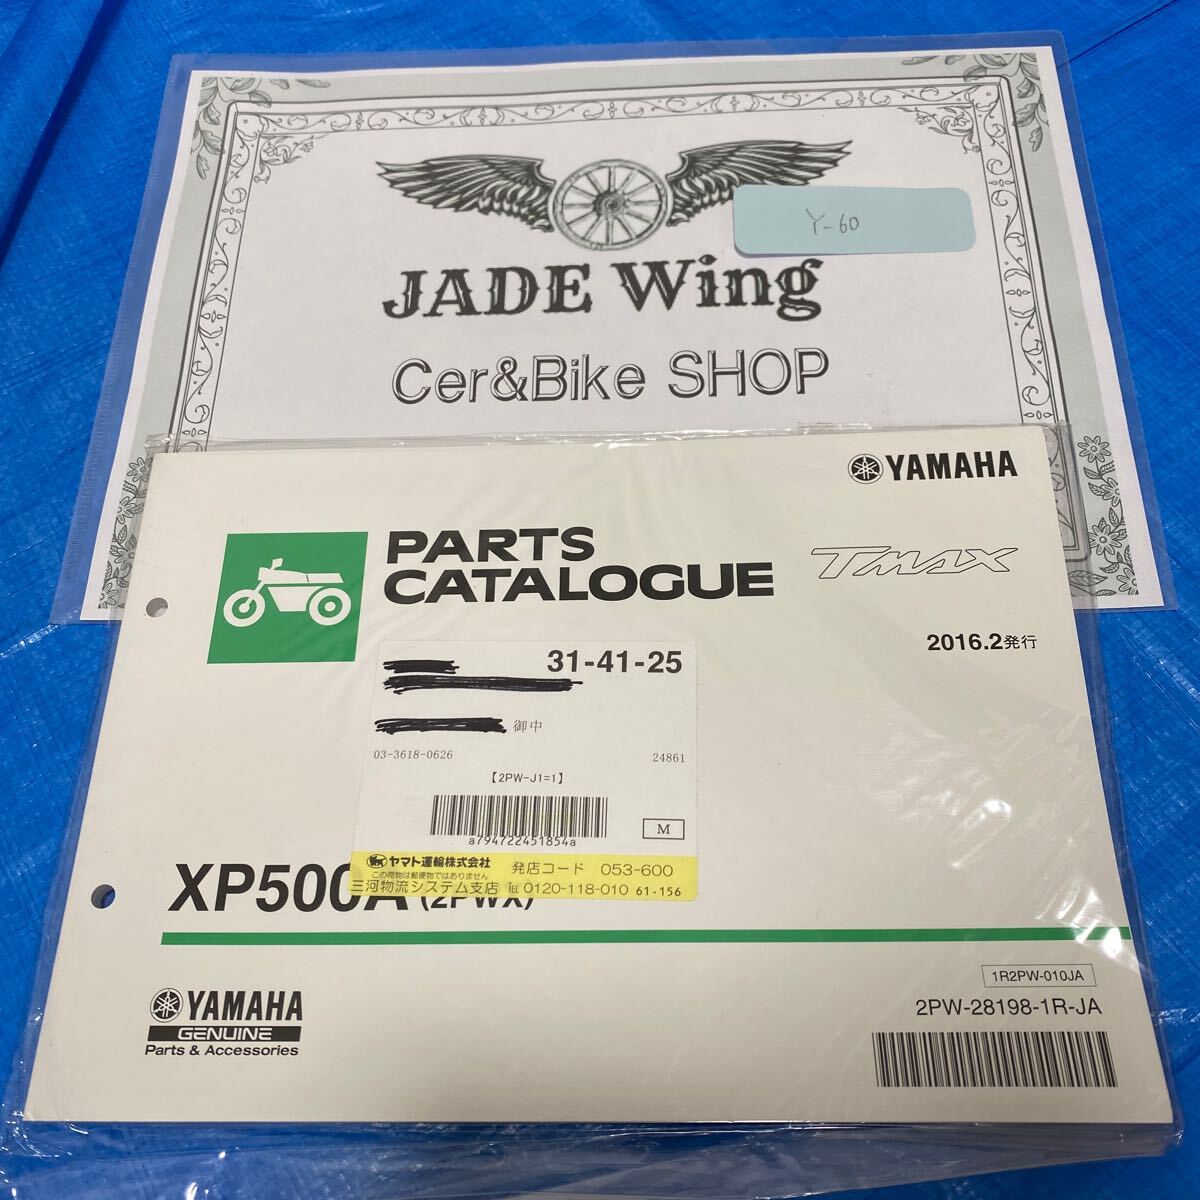 Y-60
JADE Wing
Cer&Bike SHOP
YAMAHA
PARTS
CATALOGUE
TMAX
2016.2発行
31-41-25
御中
03-3618-0626
24861
【2PW-J1=1】
a794722451854a
M
ヤマト運輸株式会社
この荷物は郵便物ではありません
発店コード 053-600
三河物流システム支店 TEL 0120-118-010 61-156
XP500A (2PWX)
1R2PW-010JA
2PW-28198-1R-JA
YAMAHA
GENUINE
Parts & Accessories